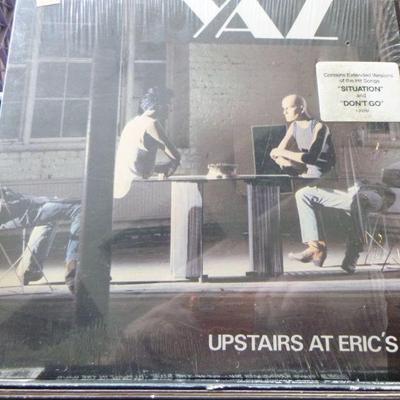 YAZ
Contains Extended Versions
of the Hit Songs
"SITUATION"
and
"DON'T GO"
UPSTAIRS AT ERIC'S